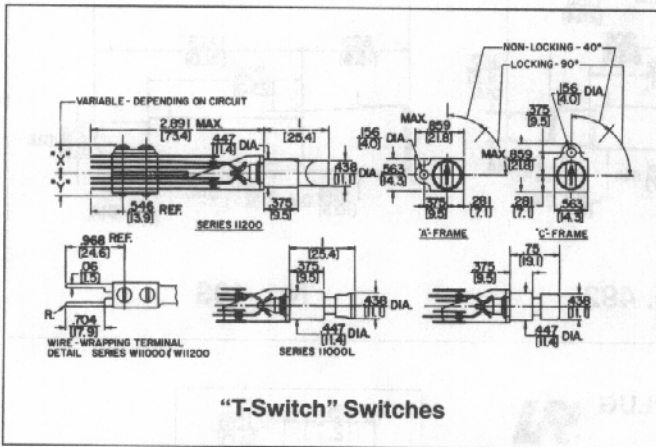 NON-LOCKING-40°
LOCKING-90°
VARIABLE-DEPENDING ON CIRCUIT
2.891 MAX.
[73.4]
1
[25.4]
.447
[11.4] DIA.
"X"
"Y"
.438
[11.1] DIA.
.375
[9.5]
.546 REF.
[13.9]
SERIES 11200
MAX. .859
[21.8]
.156
[4.0]
DIA.
.563
[14.3]
.375
[9.5]
.281
[7.1]
"A"-FRAME
.156 DIA.
[4.0]
.375
[9.5]
MAX. .859
[21.8]
.281
[7.1]
.563
[14.3]
"C"-FRAME
.968 REF.
[24.6]
.06
[1.5]
R.
.704
[17.9]
WIRE-WRAPPING TERMINAL
DETAIL SERIES W11000 & W11200
1
[25.4]
.375
[9.5]
.438 DIA.
[11.1]
.447 DIA.
[11.4]
SERIES 11000L
.75
[19.1]
.375
[9.5]
.438
[11.1]
.447 DIA.
[11.4]
"T-Switch" Switches